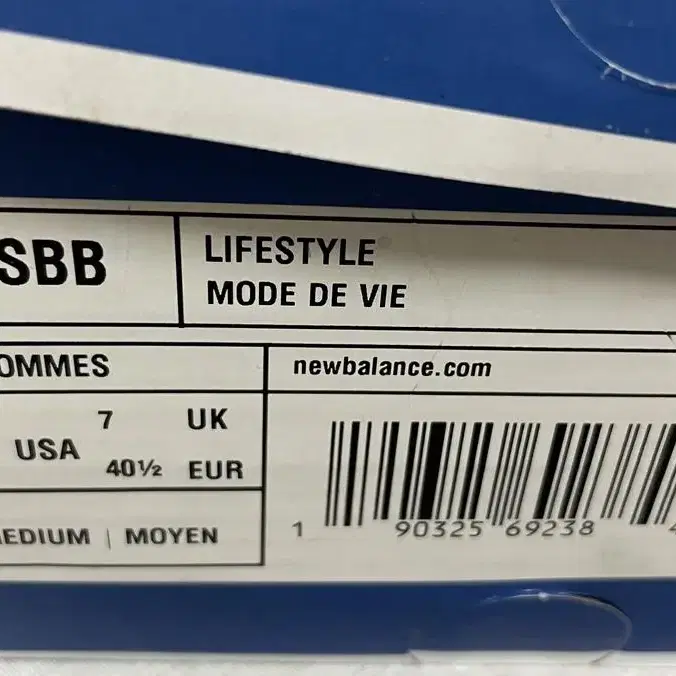 SBB
LIFESTYLE
MODE DE VIE
OMMES
newbalance.com
7 UK
USA
40½ EUR
EDIUM | MOYEN
1 90325 69238 4